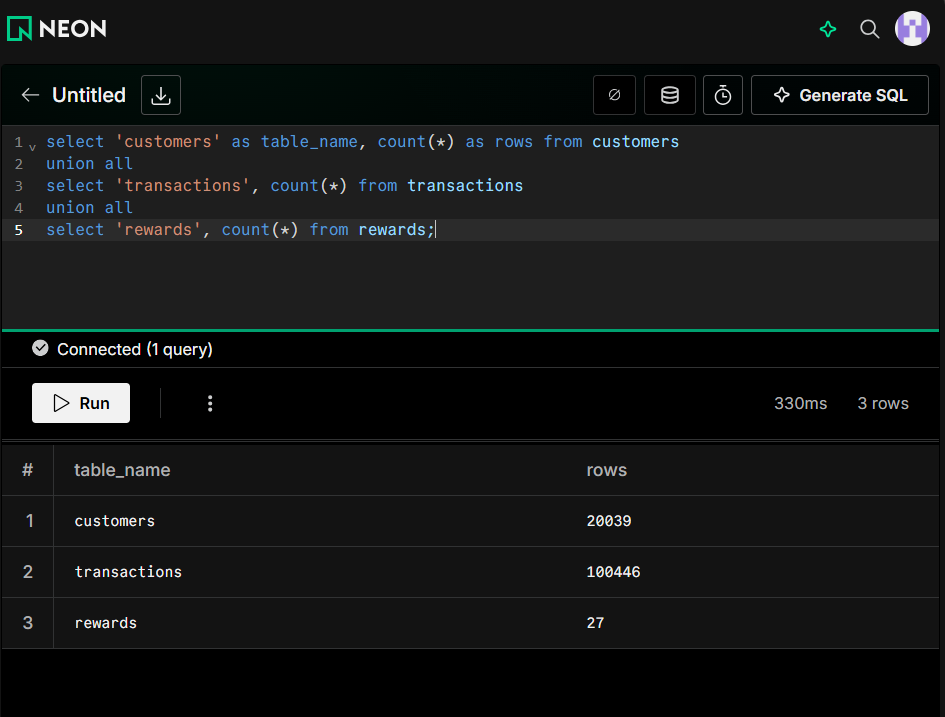 NEON
Untitled
Generate SQL
1 select 'customers' as table_name, count(*) as rows from customers
2 union all
3 select 'transactions', count(*) from transactions
4 union all
5 select 'rewards', count(*) from rewards;
Connected (1 query)
Run 330ms 3 rows
# table_name rows
1 customers 20039
2 transactions 100446
3 rewards 27